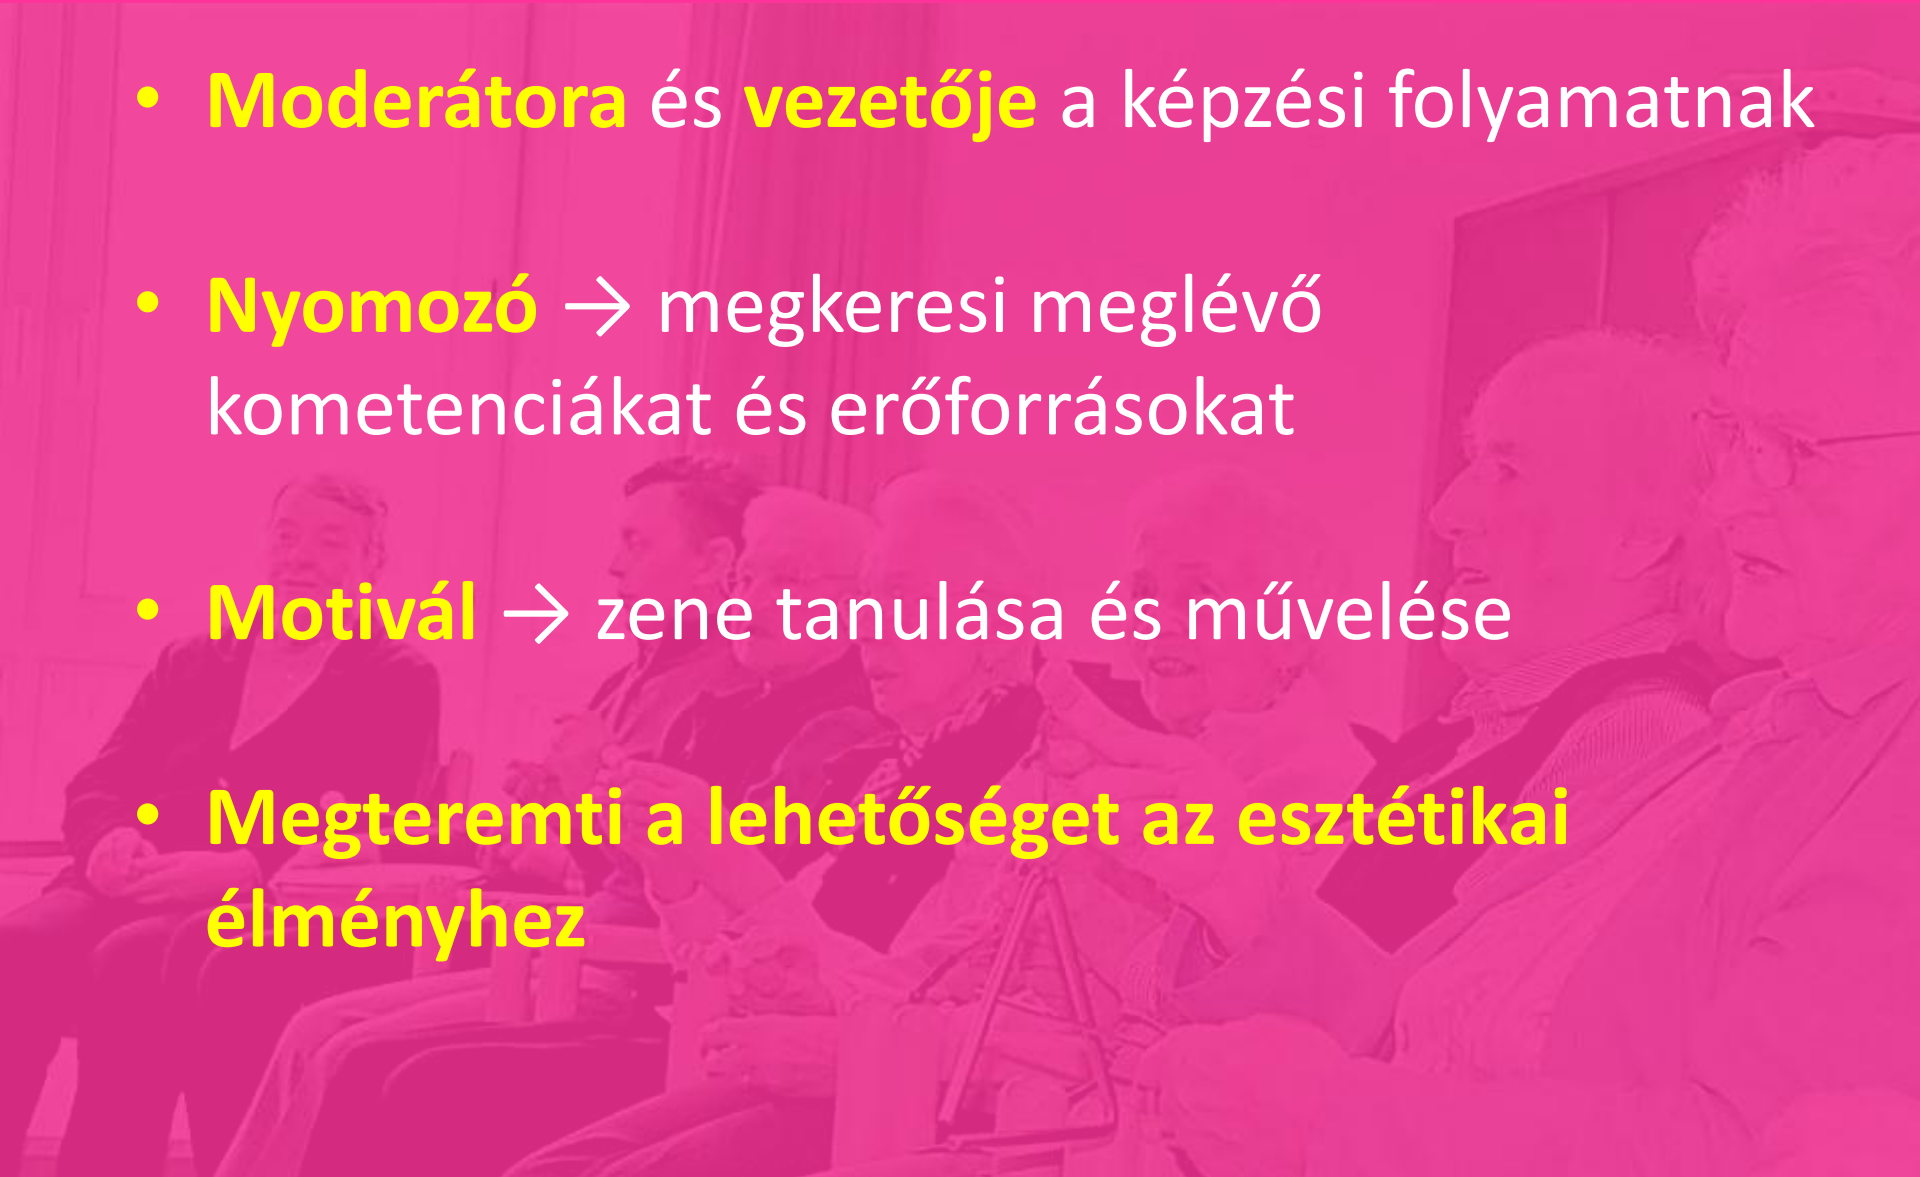 • Moderátora és vezetője a képzési folyamatnak
• Nyomozó → megkeresi meglévő
kometenciákat és erőforrásokat
• Motivál → zene tanulása és művelése
• Megteremti a lehetőséget az esztétikai
élményhez